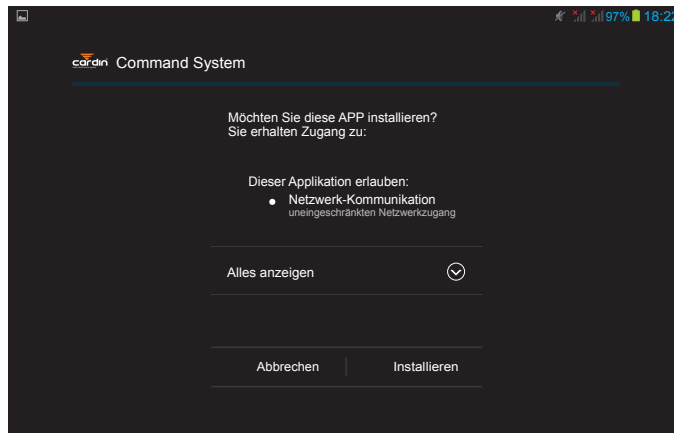 97% 18:22
cardin Command System
Möchten Sie diese APP installieren?
Sie erhalten Zugang zu:
Dieser Applikation erlauben:
● Netzwerk-Kommunikation
uneingeschränkten Netzwerkzugang
Alles anzeigen
Abbrechen Installieren